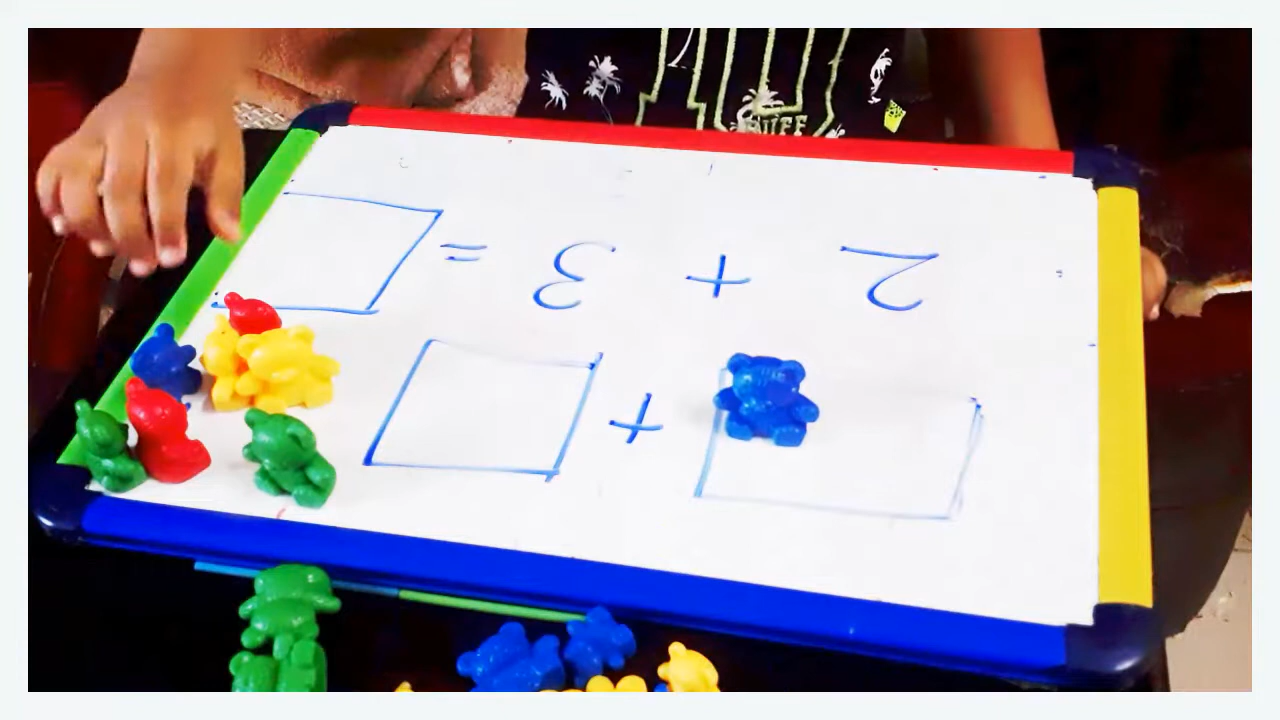 +
2 + 3 =